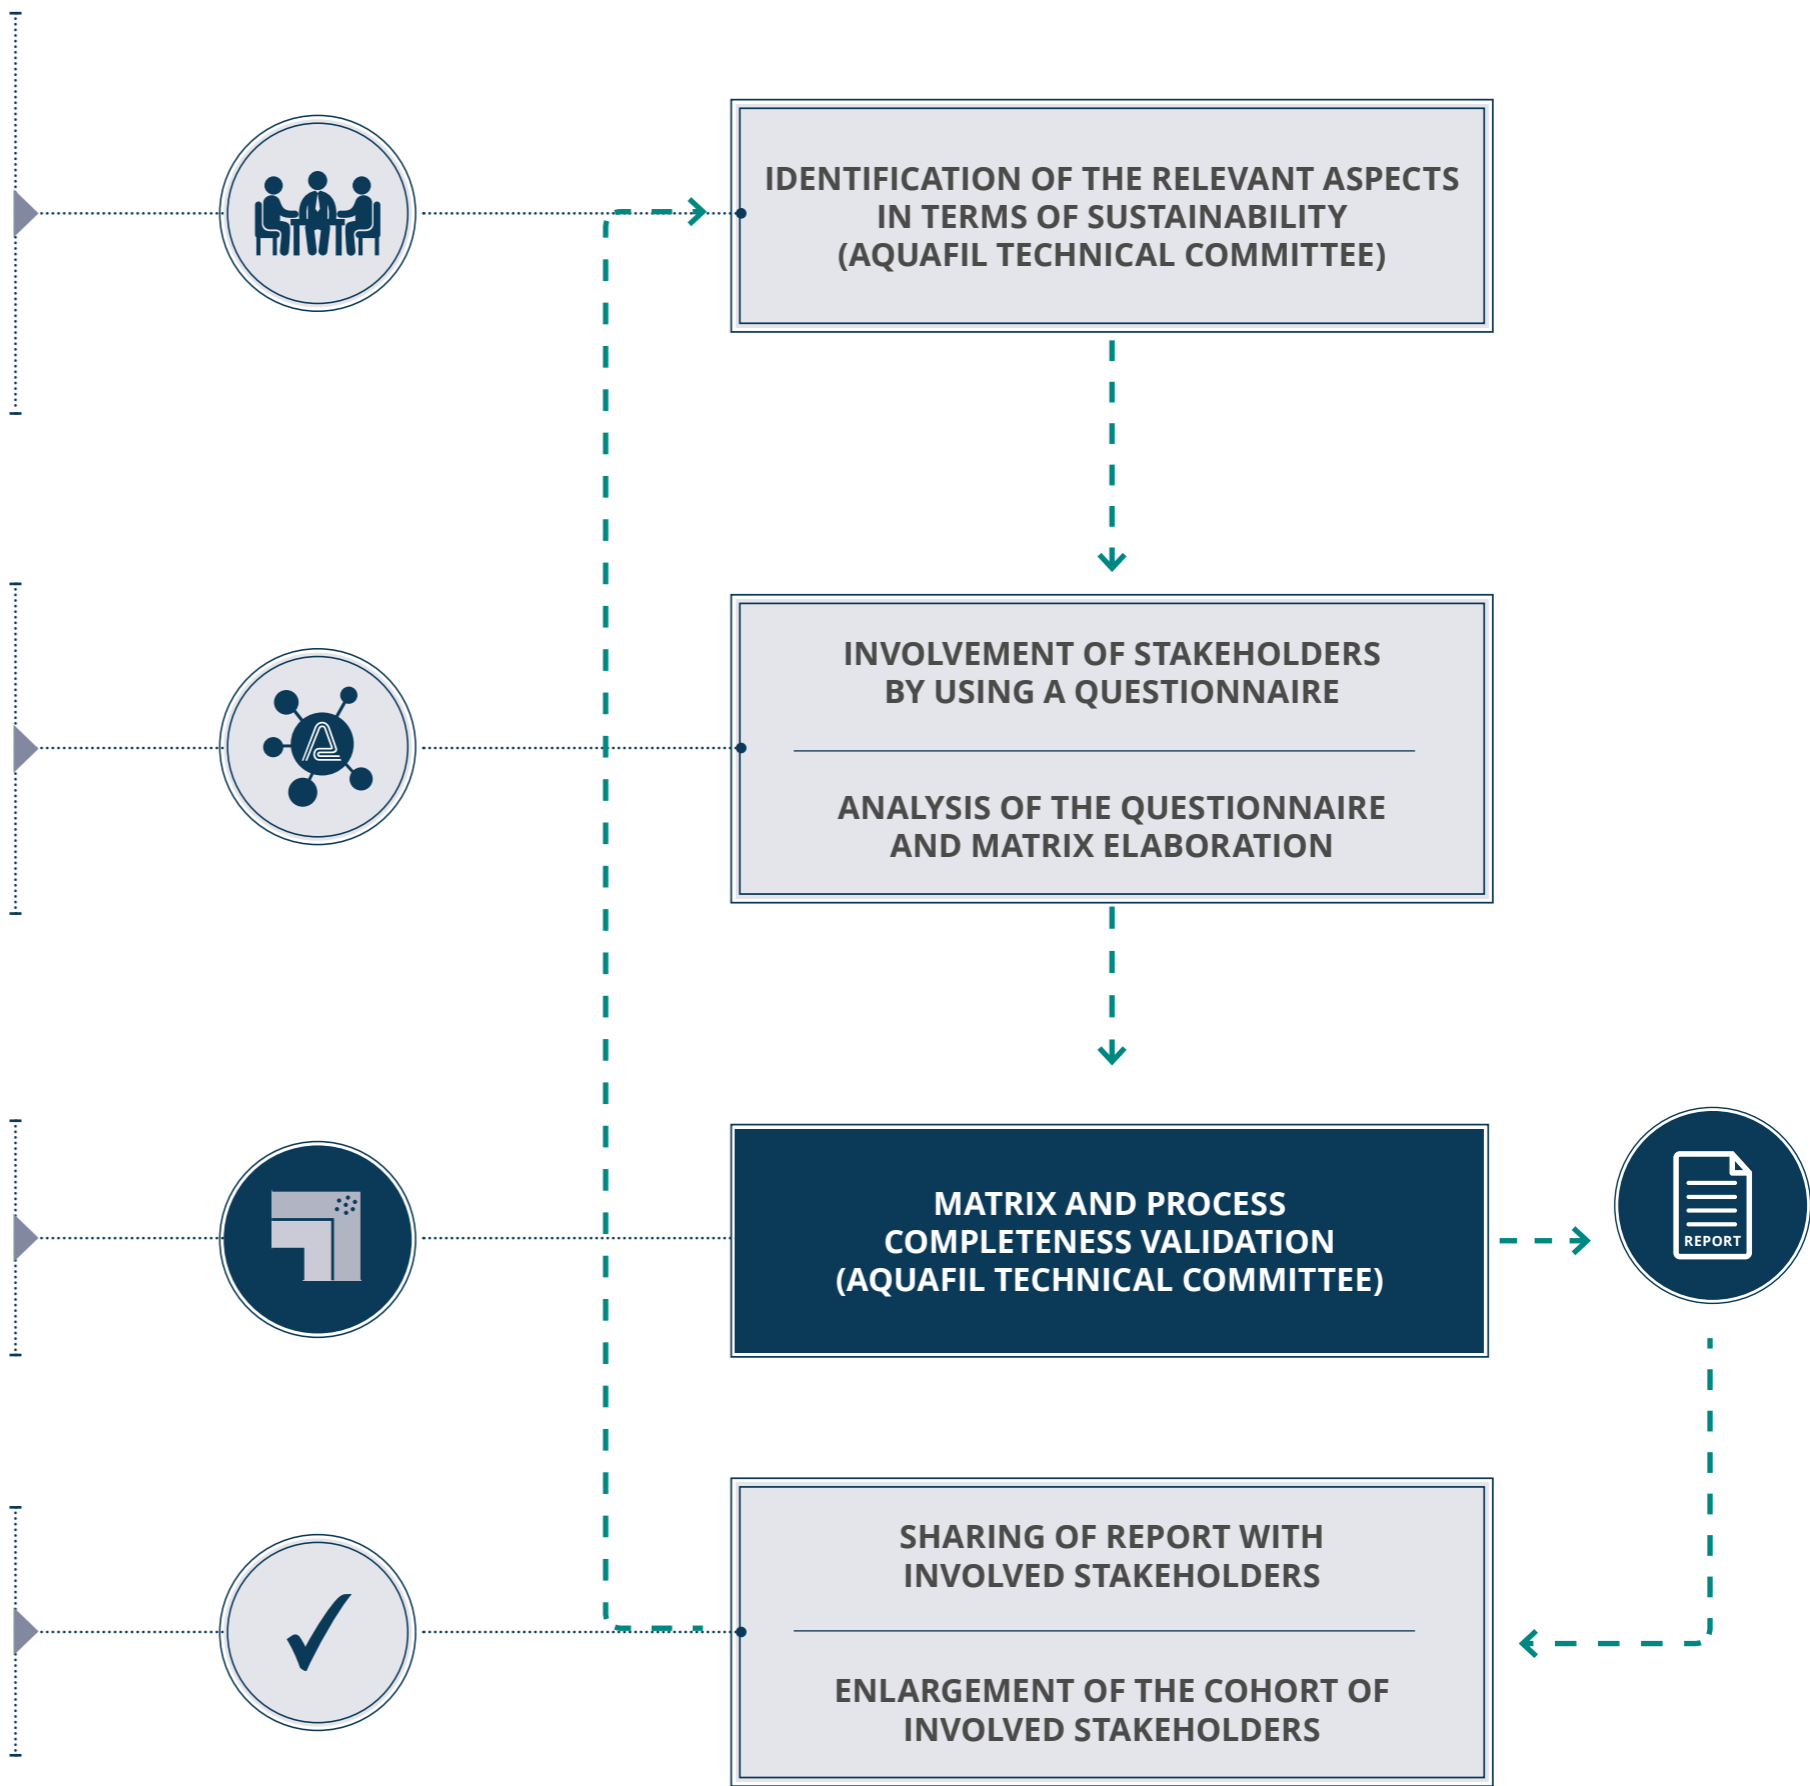 IDENTIFICATION OF THE RELEVANT ASPECTS
IN TERMS OF SUSTAINABILITY
(AQUAFIL TECHNICAL COMMITTEE)
INVOLVEMENT OF STAKEHOLDERS
BY USING A QUESTIONNAIRE
ANALYSIS OF THE QUESTIONNAIRE
AND MATRIX ELABORATION
MATRIX AND PROCESS
COMPLETENESS VALIDATION
(AQUAFIL TECHNICAL COMMITTEE)
REPORT
SHARING OF REPORT WITH
INVOLVED STAKEHOLDERS
ENLARGEMENT OF THE COHORT OF
INVOLVED STAKEHOLDERS